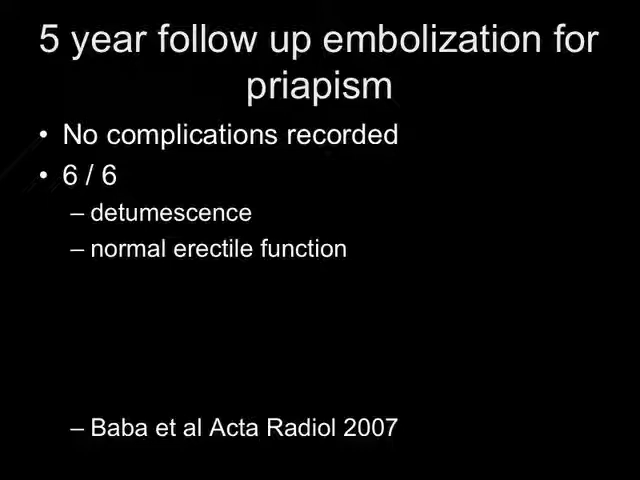 5 year follow up embolization for
priapism
• No complications recorded
• 6 / 6
– detumescence
– normal erectile function
– Baba et al Acta Radiol 2007